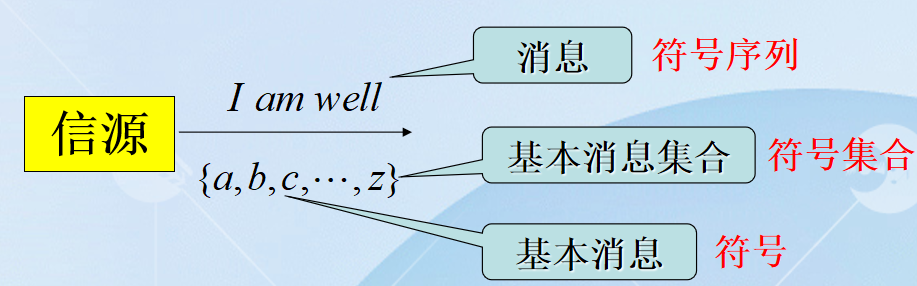 消息 符号序列
I am well
信源
基本消息集合 符号集合
{a,b,c,⋯,z}
基本消息 符号